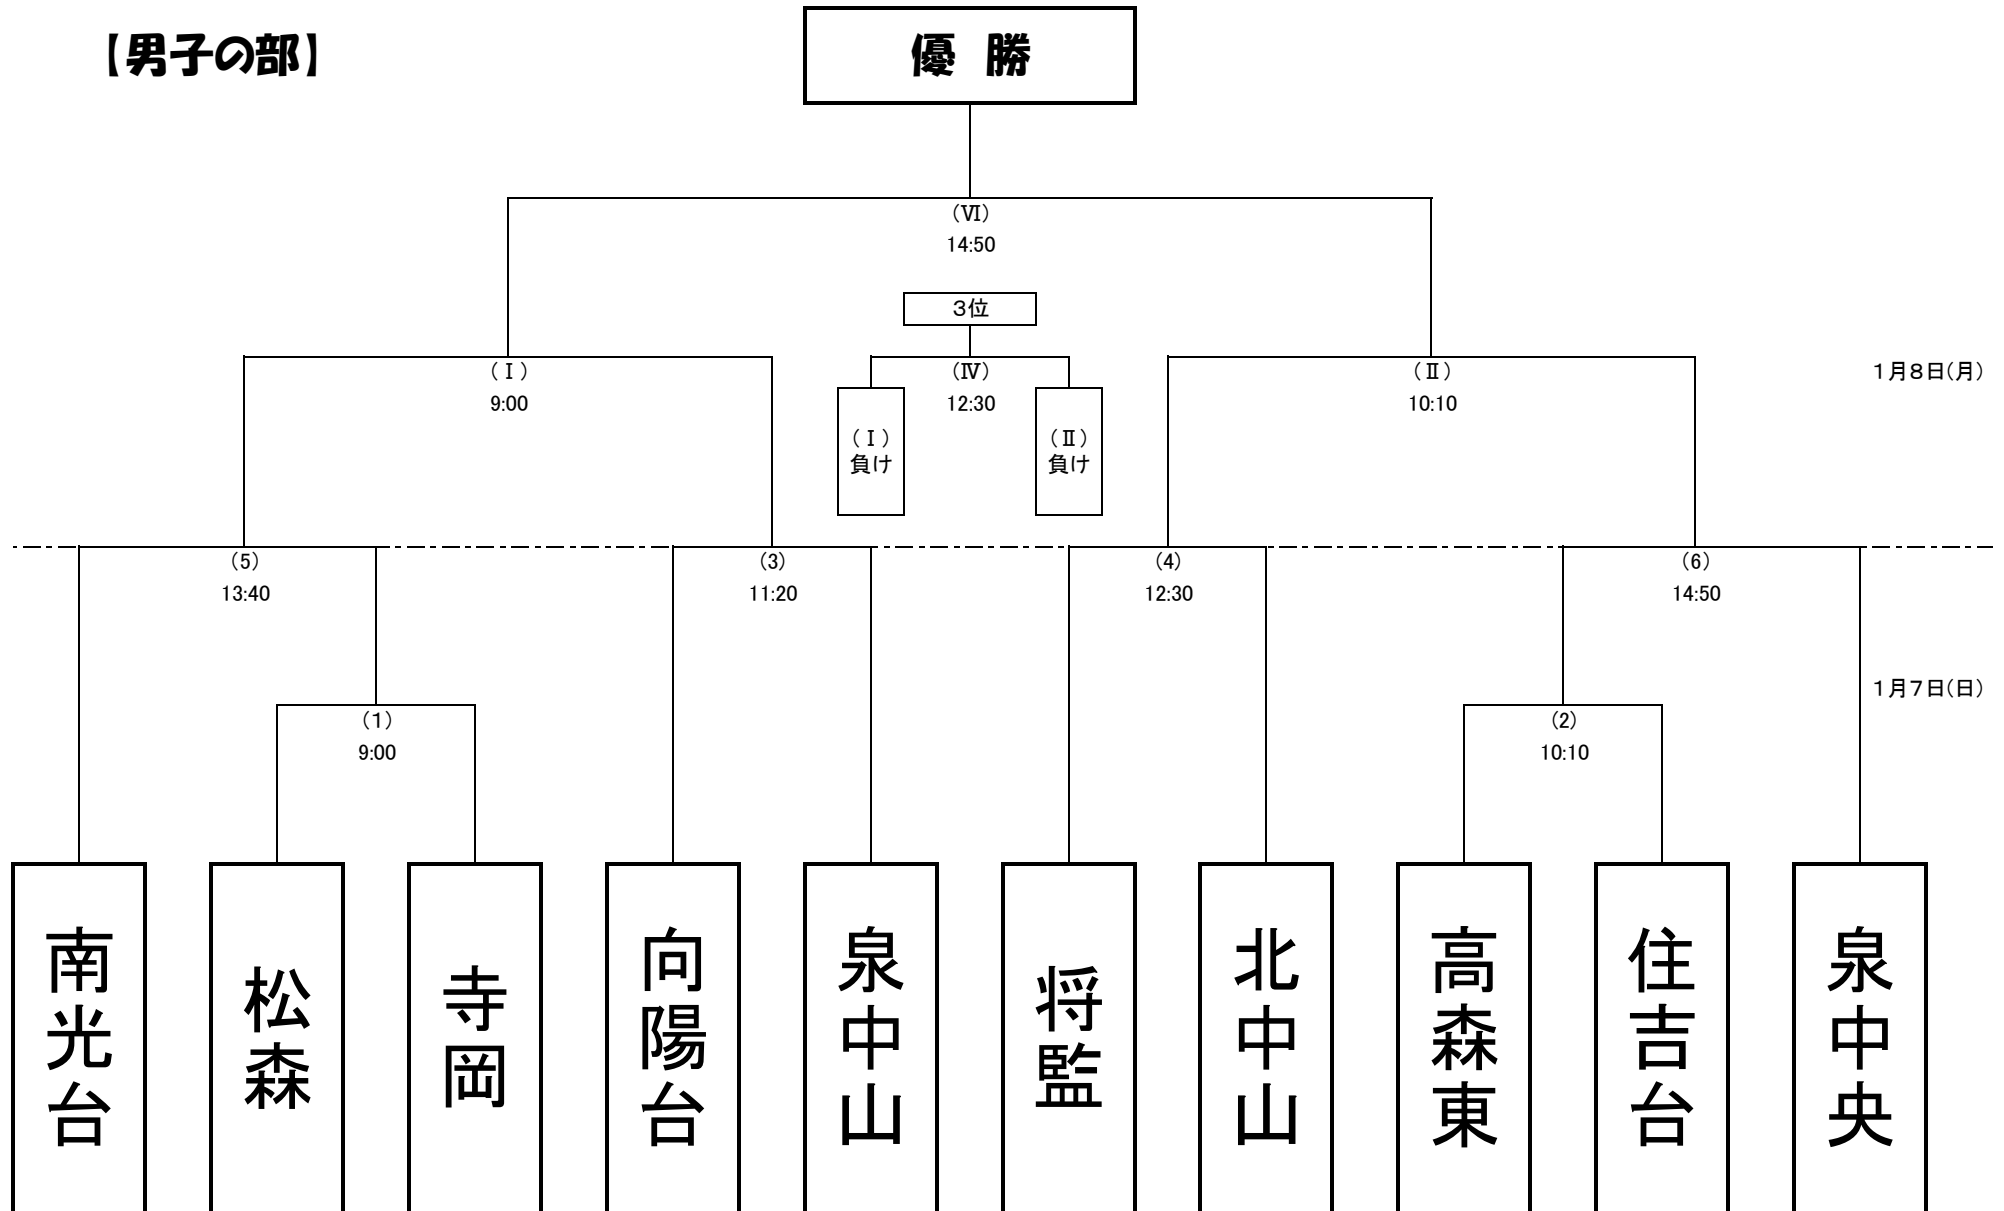 【男子の部】
優 勝
(Ⅵ)
14:50
3位
(Ⅰ)
9:00
(Ⅳ)
12:30
(Ⅱ)
10:10
1月8日(月)
(Ⅰ)
負け
(Ⅱ)
負け
(5)
13:40
(3)
11:20
(4)
12:30
(6)
14:50
1月7日(日)
(1)
9:00
(2)
10:10
南光台
松森
寺岡
向陽台
泉中山
将監
北中山
高森東
住吉台
泉中央